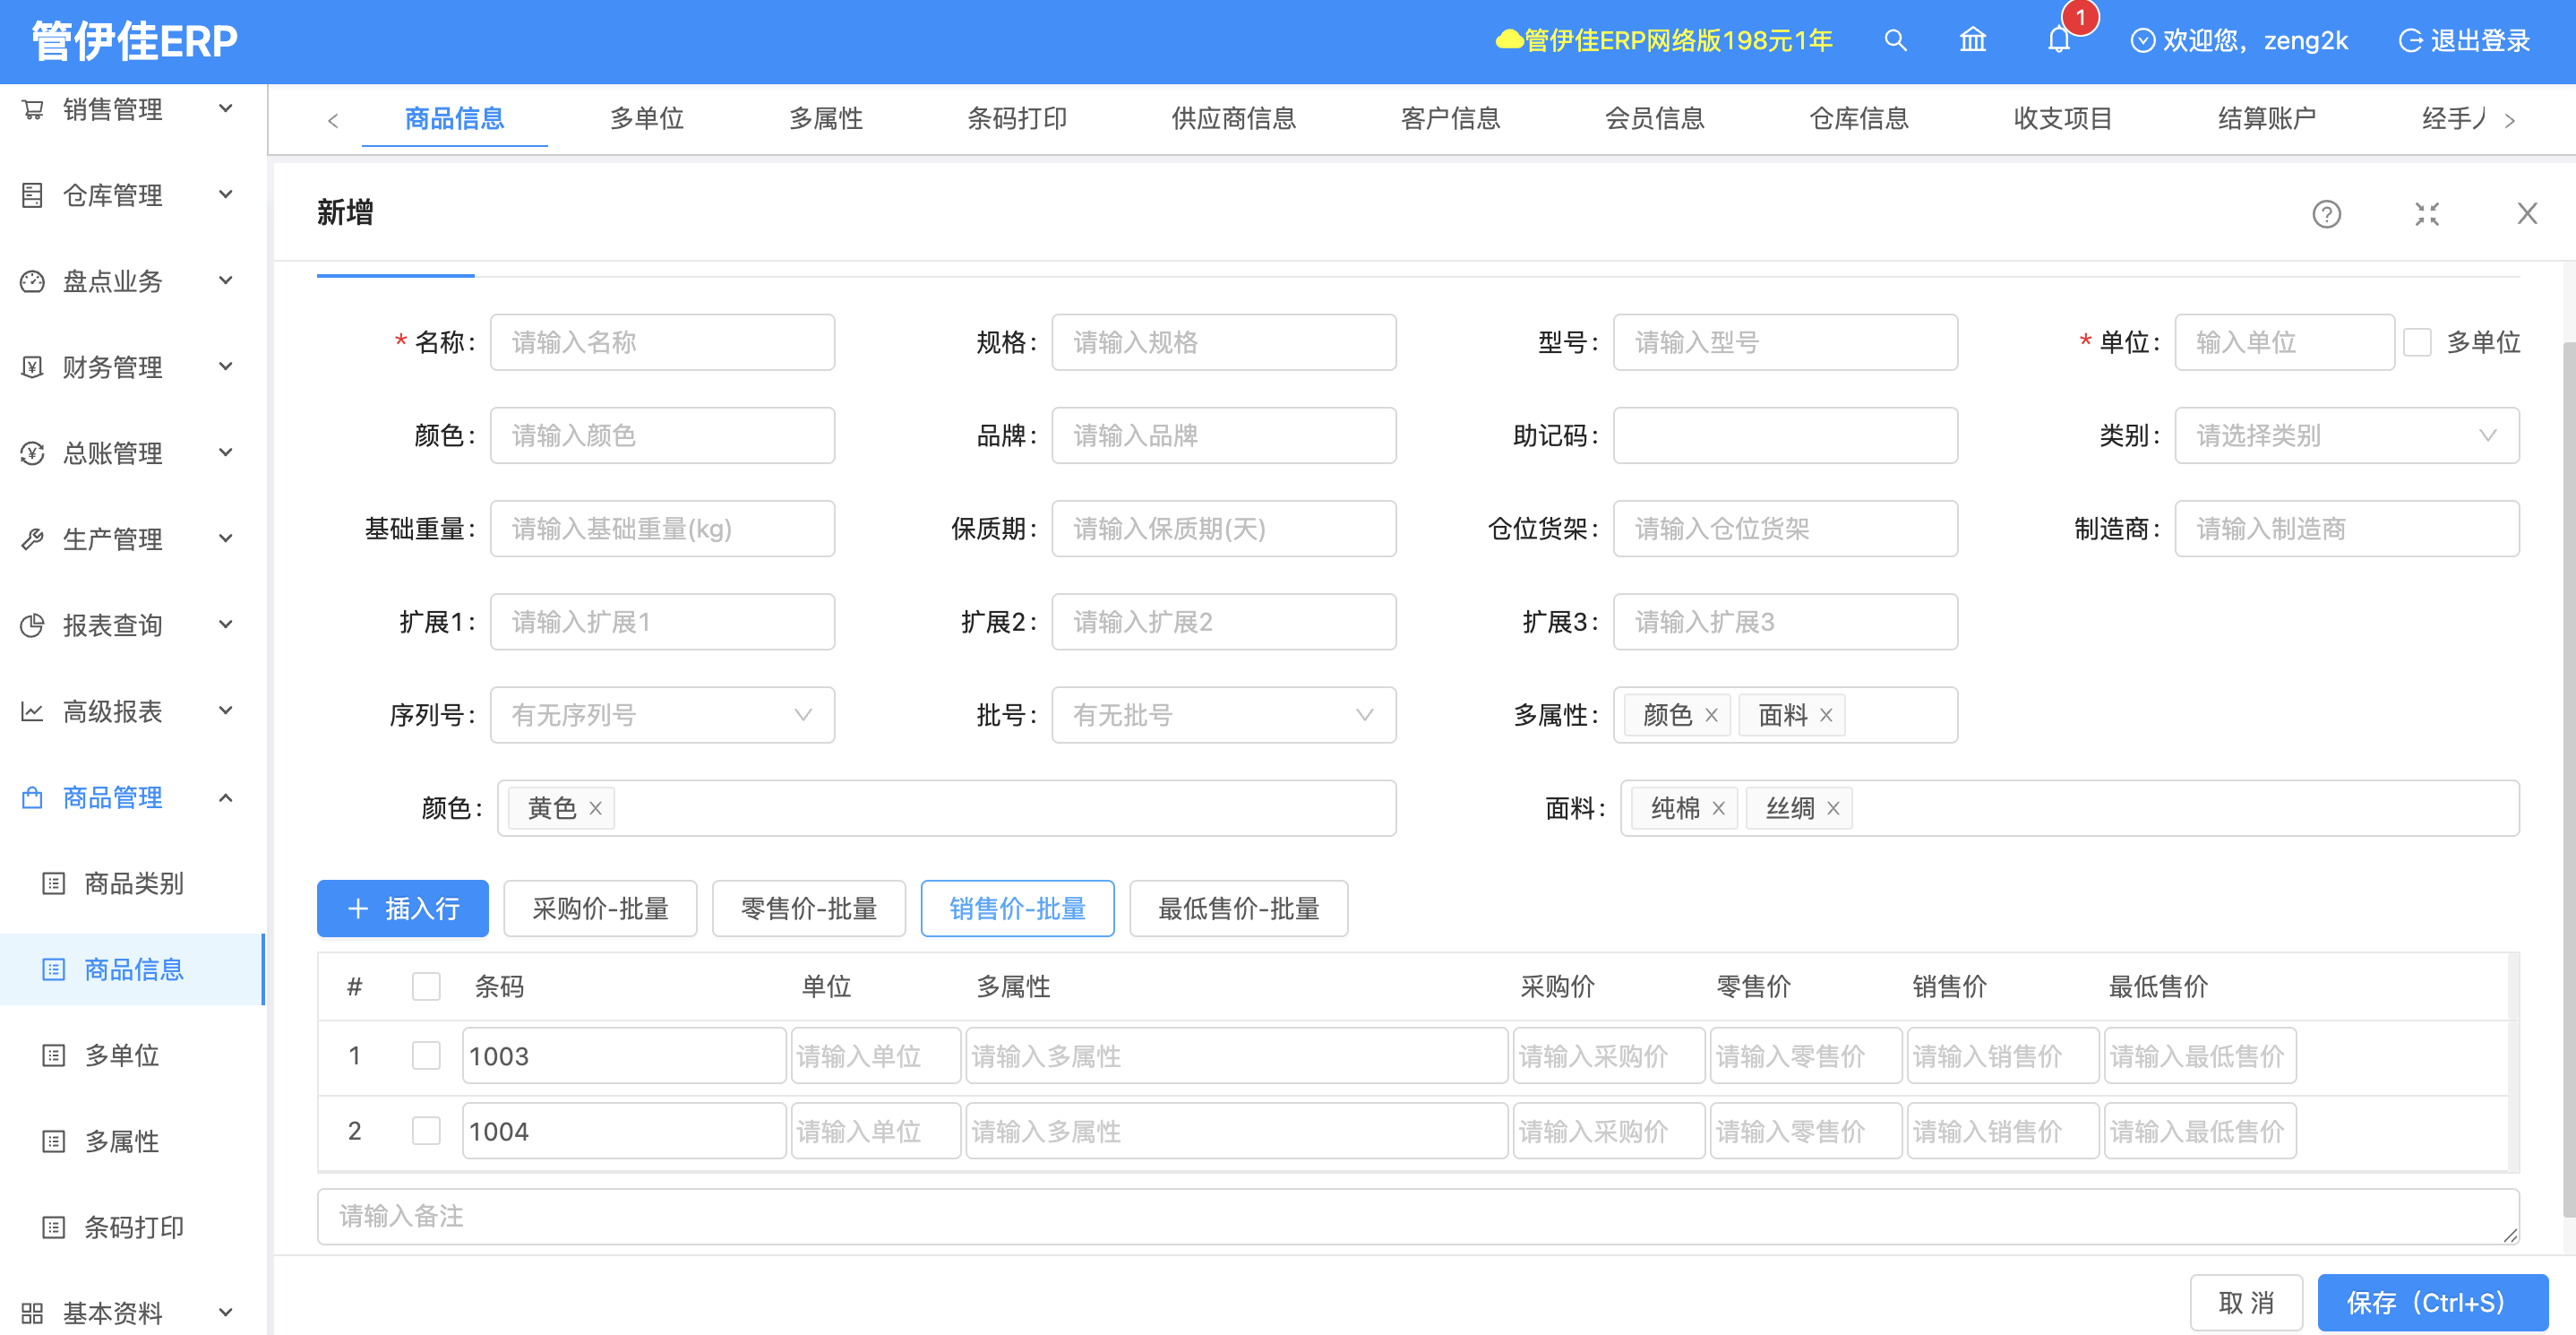 管伊佳ERP
管伊佳ERP网络版198元1年
1
欢迎您，zeng2k
退出登录
销售管理
仓库管理
盘点业务
财务管理
总账管理
生产管理
报表查询
高级报表
商品管理
商品类别
商品信息
多单位
多属性
条码打印
基本资料
商品信息 多单位 多属性 条码打印 供应商信息 客户信息 会员信息 仓库信息 收支项目 结算账户 经手人
新增
* 名称: 请输入名称 规格: 请输入规格 型号: 请输入型号 * 单位: 输入单位 多单位
颜色: 请输入颜色 品牌: 请输入品牌 助记码: 类别: 请选择类别
基础重量: 请输入基础重量(kg) 保质期: 请输入保质期(天) 仓位货架: 请输入仓位货架 制造商: 请输入制造商
扩展1: 请输入扩展1 扩展2: 请输入扩展2 扩展3: 请输入扩展3
序列号: 有无序列号 批号: 有无批号 多属性: 颜色 面料
颜色: 黄色 面料: 纯棉 丝绸
插入行 采购价-批量 零售价-批量 销售价-批量 最低售价-批量
# 条码 单位 多属性 采购价 零售价 销售价 最低售价
1 1003 请输入单位 请输入多属性 请输入采购价 请输入零售价 请输入销售价 请输入最低售价
2 1004 请输入单位 请输入多属性 请输入采购价 请输入零售价 请输入销售价 请输入最低售价
请输入备注
取 消 保存（Ctrl+S）